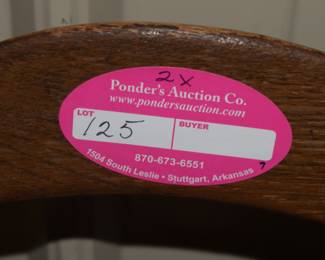 2X
Ponder's Auction Co.
www.pondersauction.com
LOT
125
BUYER
870-673-6551
1504 South Leslie • Stuttgart, Arkansas